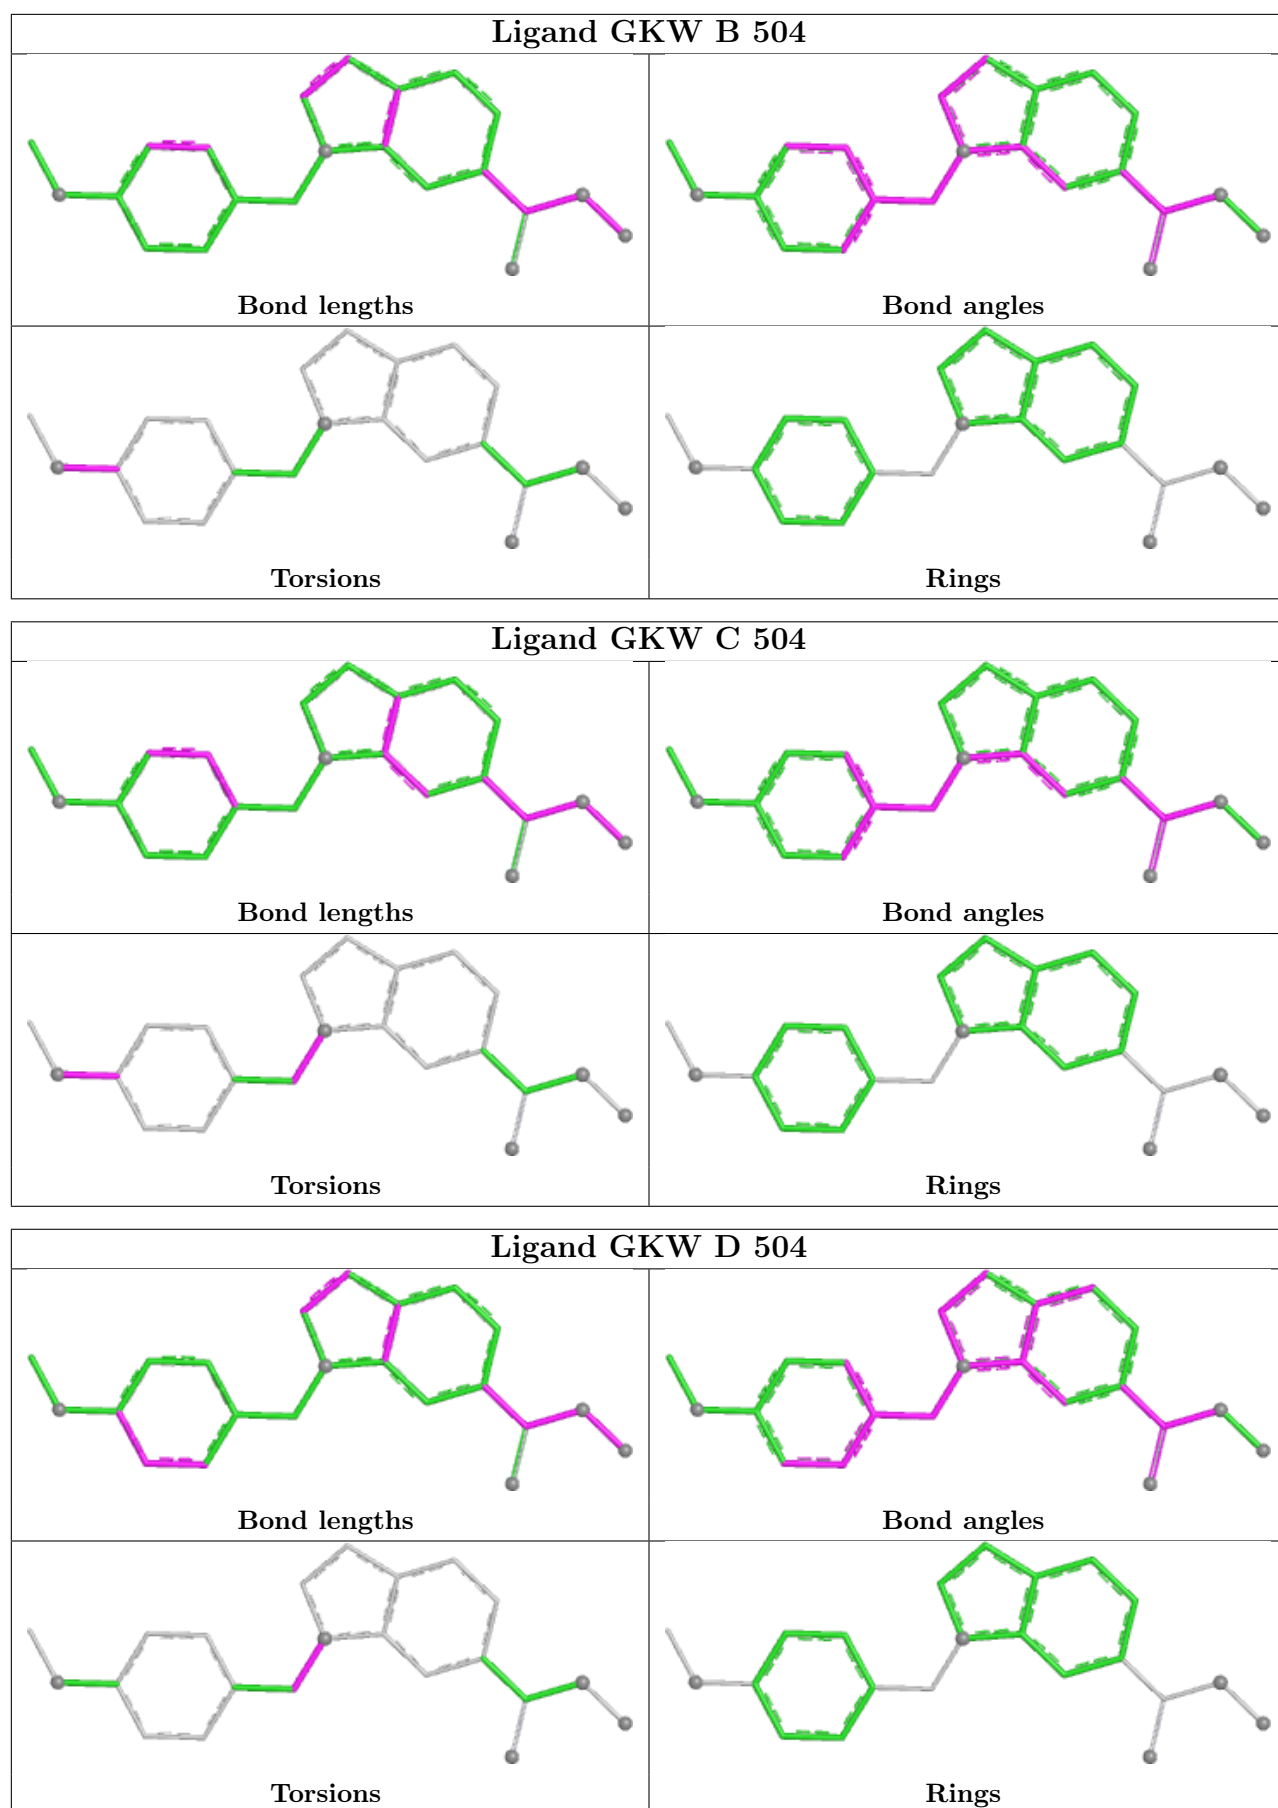 Ligand GKW B 504
Bond lengths
Bond angles
Torsions
Rings
Ligand GKW C 504
Bond lengths
Bond angles
Torsions
Rings
Ligand GKW D 504
Bond lengths
Bond angles
Torsions
Rings